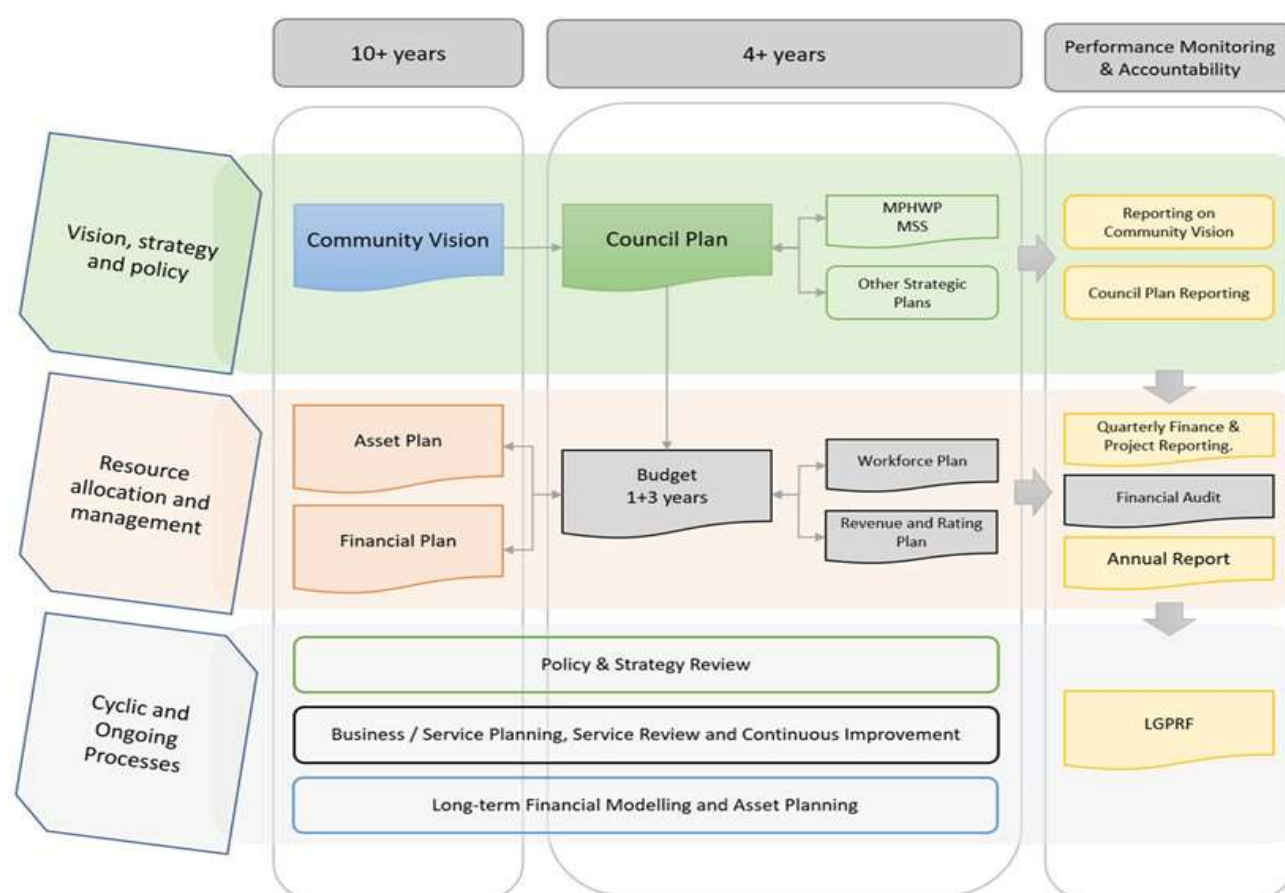 10+ years
4+ years
Performance Monitoring
& Accountability
Vision, strategy
and policy
Community Vision
Council Plan
MPHWP
MSS
Other Strategic
Plans
Reporting on
Community Vision
Council Plan Reporting
Resource
allocation and
management
Asset Plan
Financial Plan
Budget
1+3 years
Workforce Plan
Revenue and Rating
Plan
Quarterly Finance &
Project Reporting.
Financial Audit
Annual Report
Cyclic and
Ongoing
Processes
Policy & Strategy Review
Business / Service Planning, Service Review and Continuous Improvement
Long-term Financial Modelling and Asset Planning
LGPRF